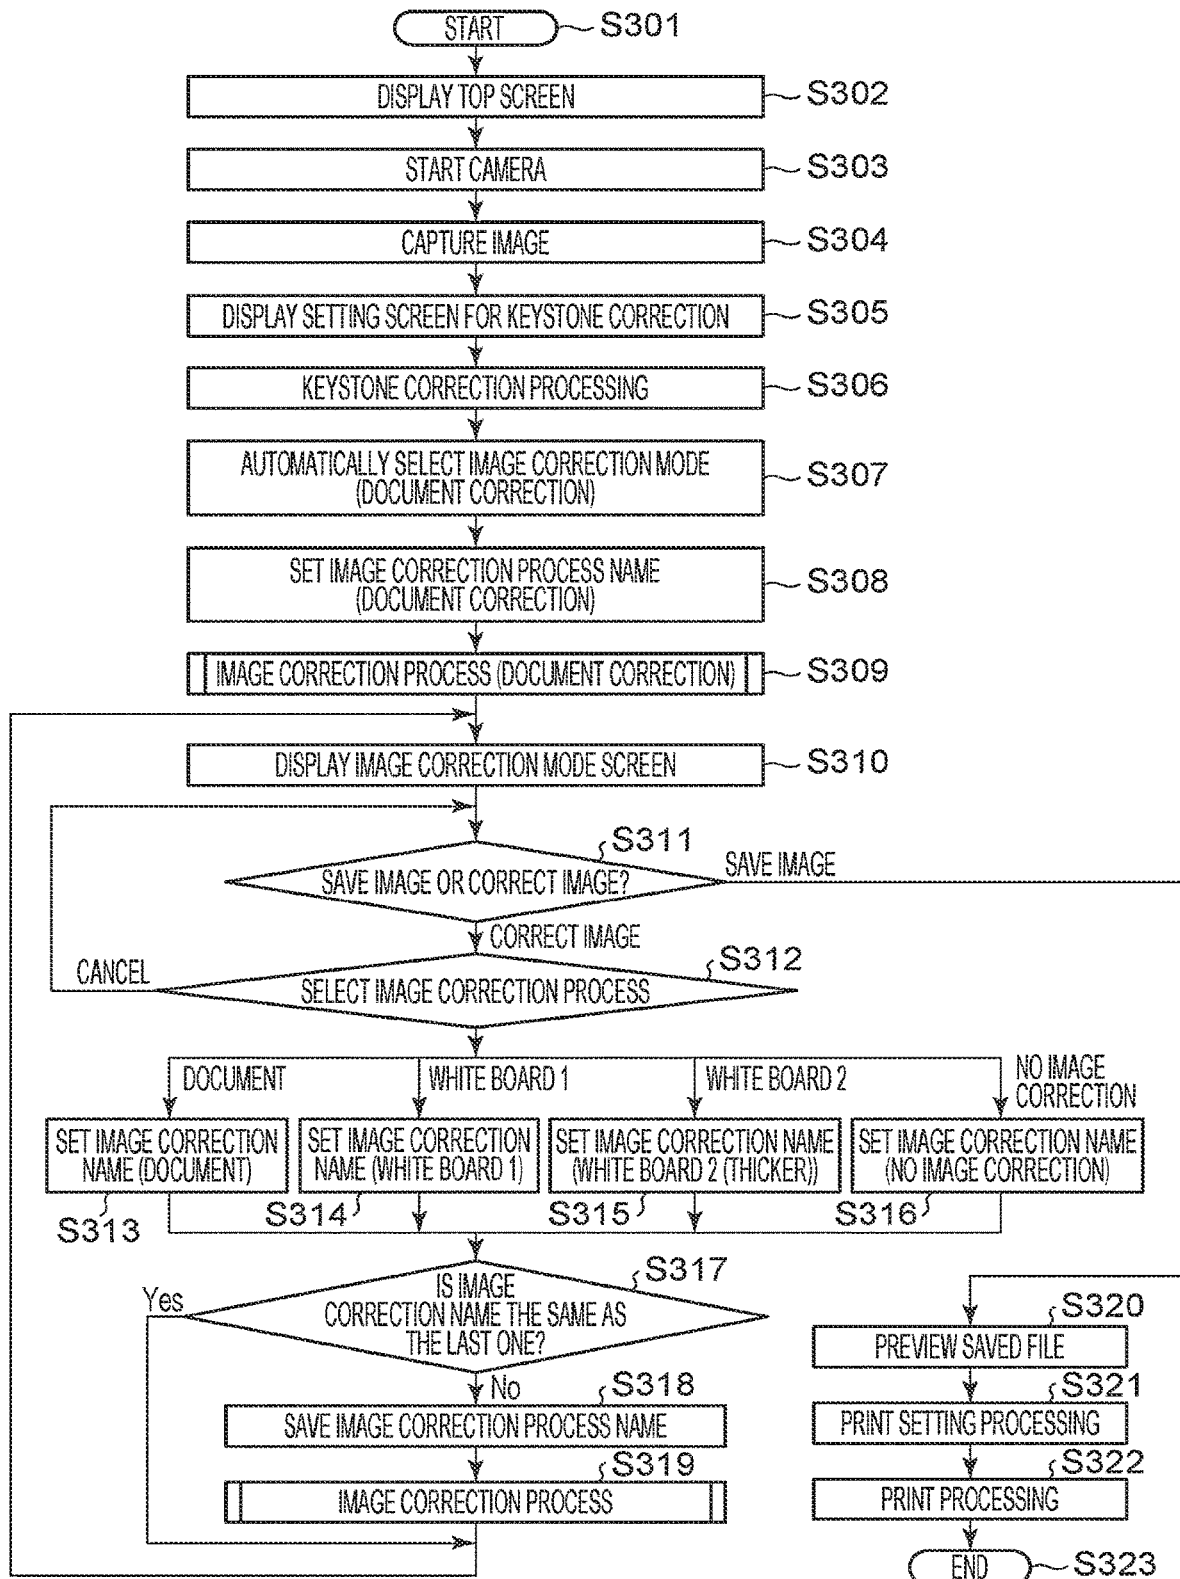 START
S301
DISPLAY TOP SCREEN
S302
START CAMERA
S303
CAPTURE IMAGE
S304
DISPLAY SETTING SCREEN FOR KEYSTONE CORRECTION
S305
KEYSTONE CORRECTION PROCESSING
S306
AUTOMATICALLY SELECT IMAGE CORRECTION MODE
(DOCUMENT CORRECTION)
S307
SET IMAGE CORRECTION PROCESS NAME
(DOCUMENT CORRECTION)
S308
IMAGE CORRECTION PROCESS (DOCUMENT CORRECTION)
S309
DISPLAY IMAGE CORRECTION MODE SCREEN
S310
S311
SAVE IMAGE OR CORRECT IMAGE?
SAVE IMAGE
CORRECT IMAGE
S312
CANCEL
SELECT IMAGE CORRECTION PROCESS
DOCUMENT
WHITE BOARD 1
WHITE BOARD 2
NO IMAGE
CORRECTION
SET IMAGE CORRECTION
NAME (DOCUMENT)
S313
SET IMAGE CORRECTION
NAME (WHITE BOARD 1)
S314
SET IMAGE CORRECTION NAME
(WHITE BOARD 2 (THICKER))
S315
SET IMAGE CORRECTION NAME
(NO IMAGE CORRECTION)
S316
S317
Yes
IS IMAGE
CORRECTION NAME THE SAME AS
THE LAST ONE?
No
S318
SAVE IMAGE CORRECTION PROCESS NAME
S319
IMAGE CORRECTION PROCESS
S320
PREVIEW SAVED FILE
S321
PRINT SETTING PROCESSING
S322
PRINT PROCESSING
END
S323